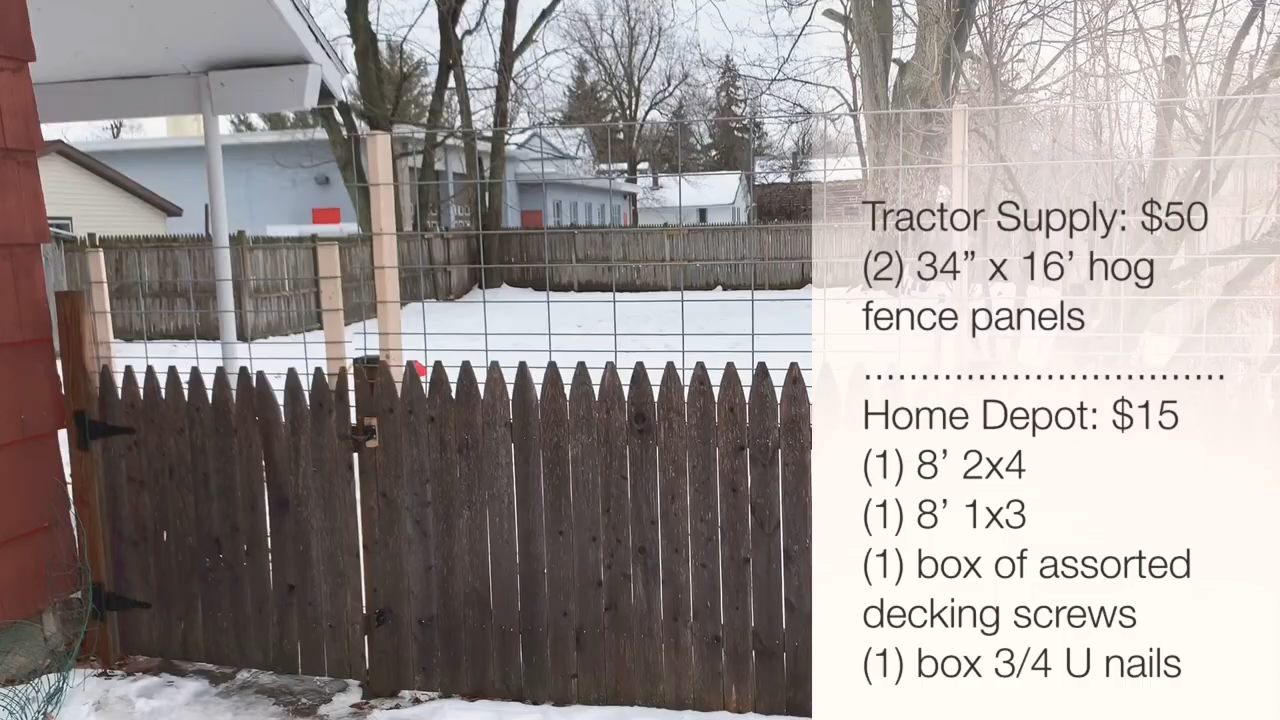 Tractor Supply: $50
(2) 34” x 16’ hog
fence panels
................................
Home Depot: $15
(1) 8’ 2x4
(1) 8’ 1x3
(1) box of assorted
decking screws
(1) box 3/4 U nails